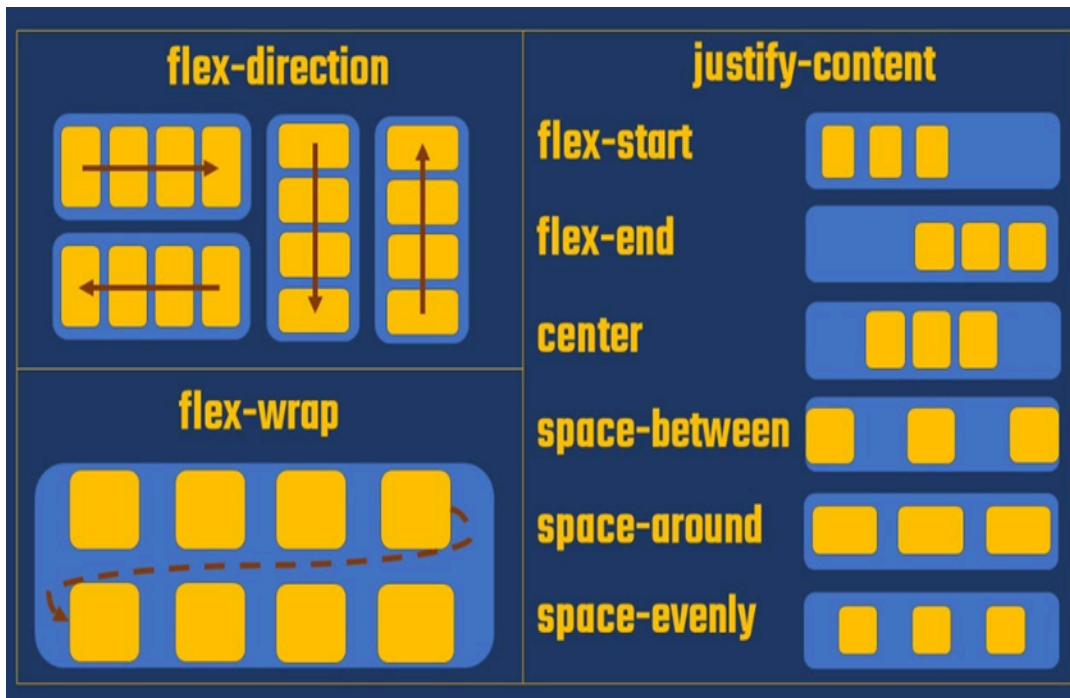 flex-direction
flex-wrap
justify-content
flex-start
flex-end
center
space-between
space-around
space-evenly